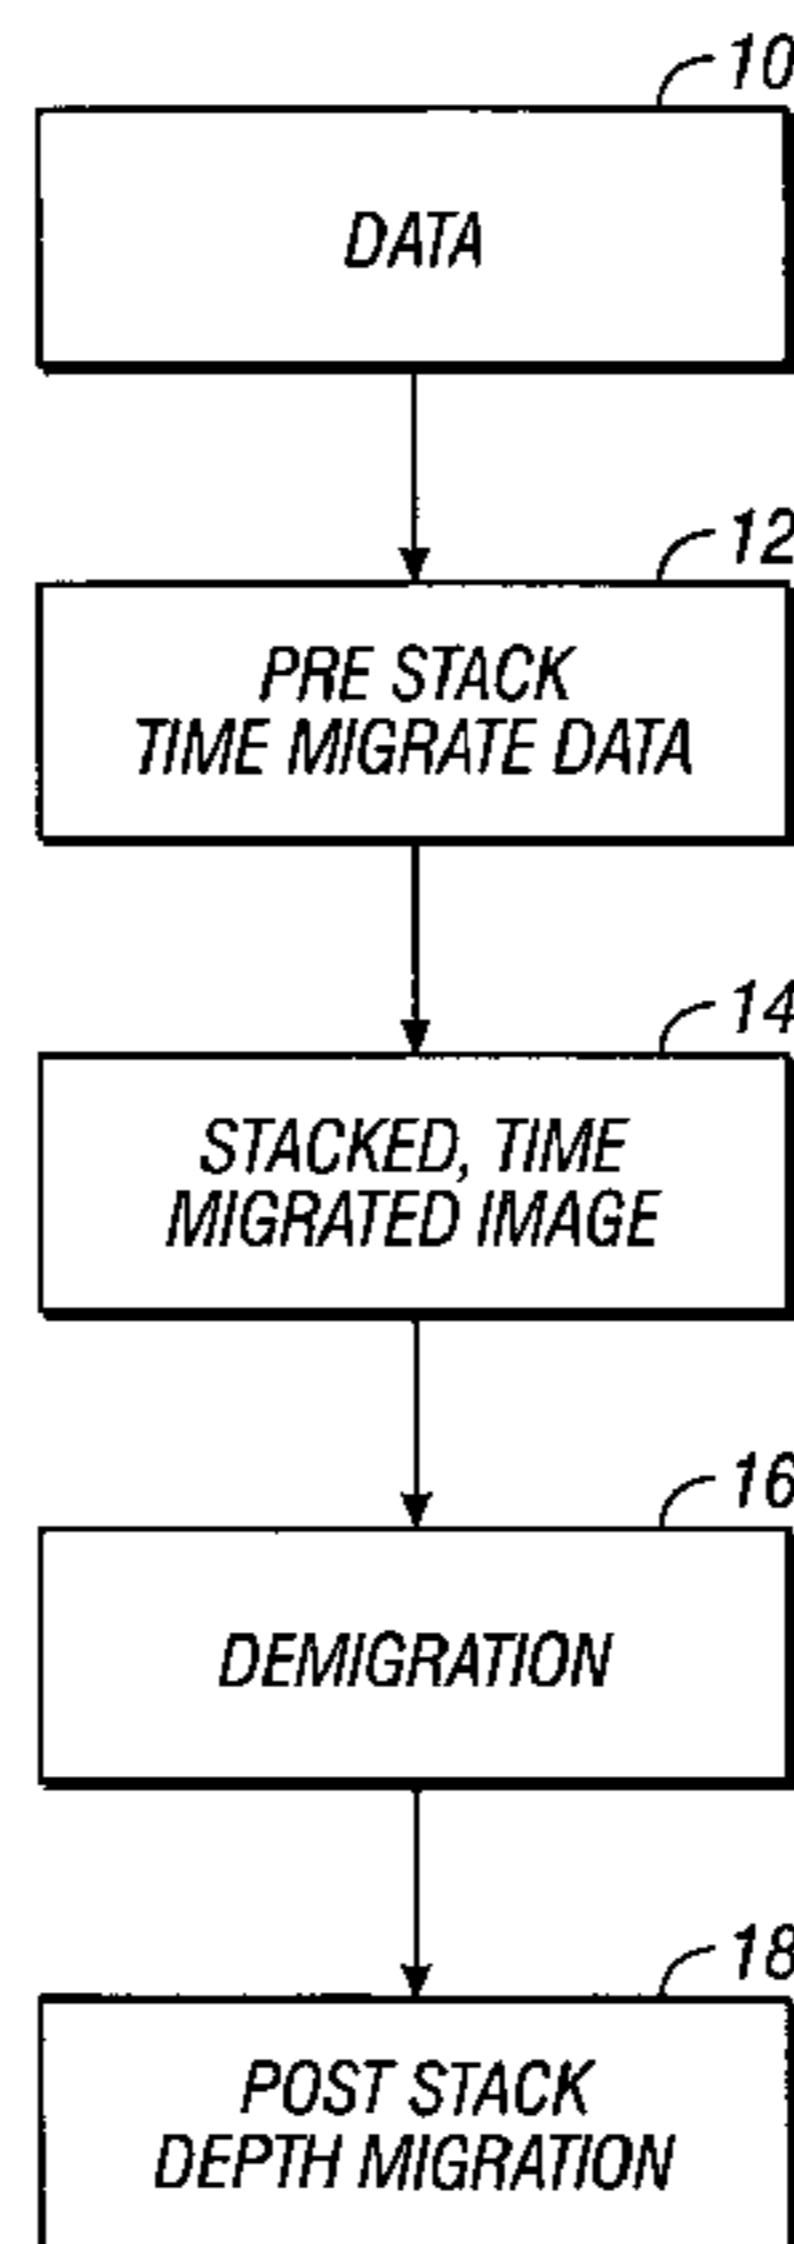 10
DATA
12
PRE STACK
TIME MIGRATE DATA
14
STACKED, TIME
MIGRATED IMAGE
16
DEMIGRATION
18
POST STACK
DEPTH MIGRATION